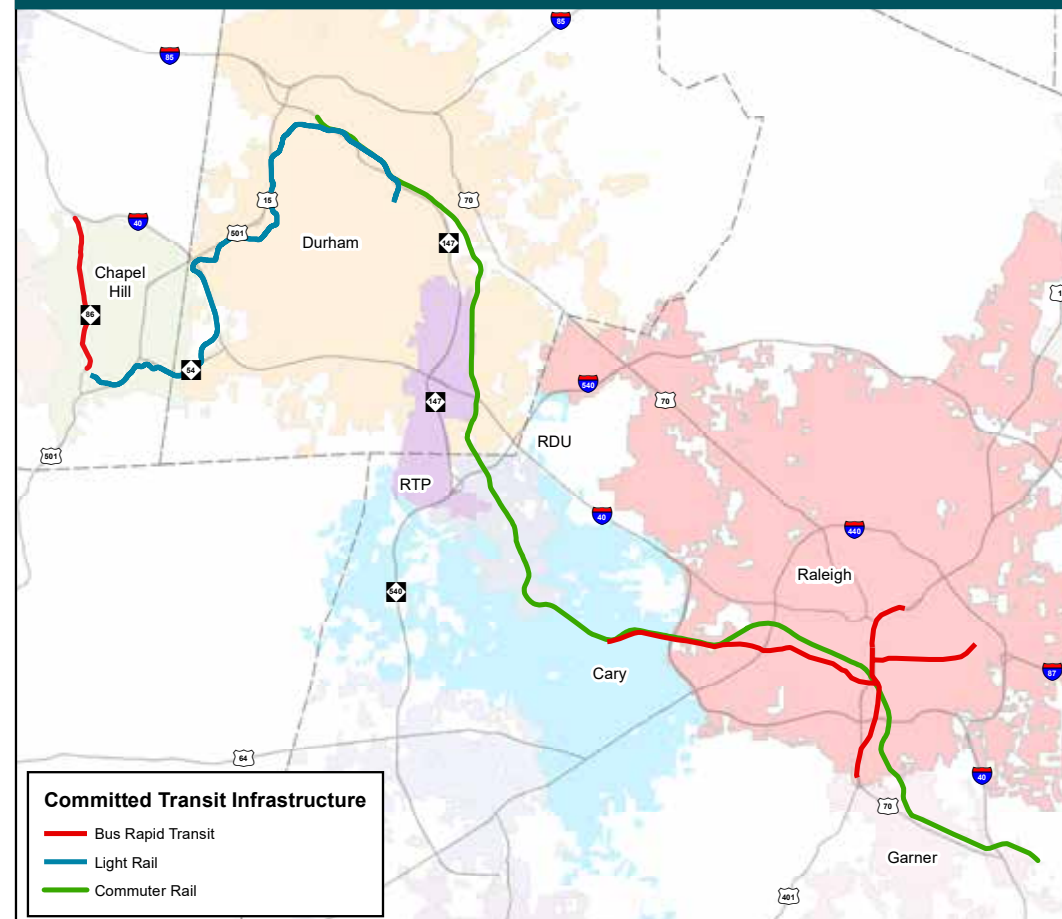 85
85
15
70
40
501
Durham
147
Chapel
Hill
86
1
54
540
147
70
501
RDU
RTP
40
440
Raleigh
540
Cary
87
64
40
70
Garner
401
Committed Transit Infrastructure
Bus Rapid Transit
Light Rail
Commuter Rail